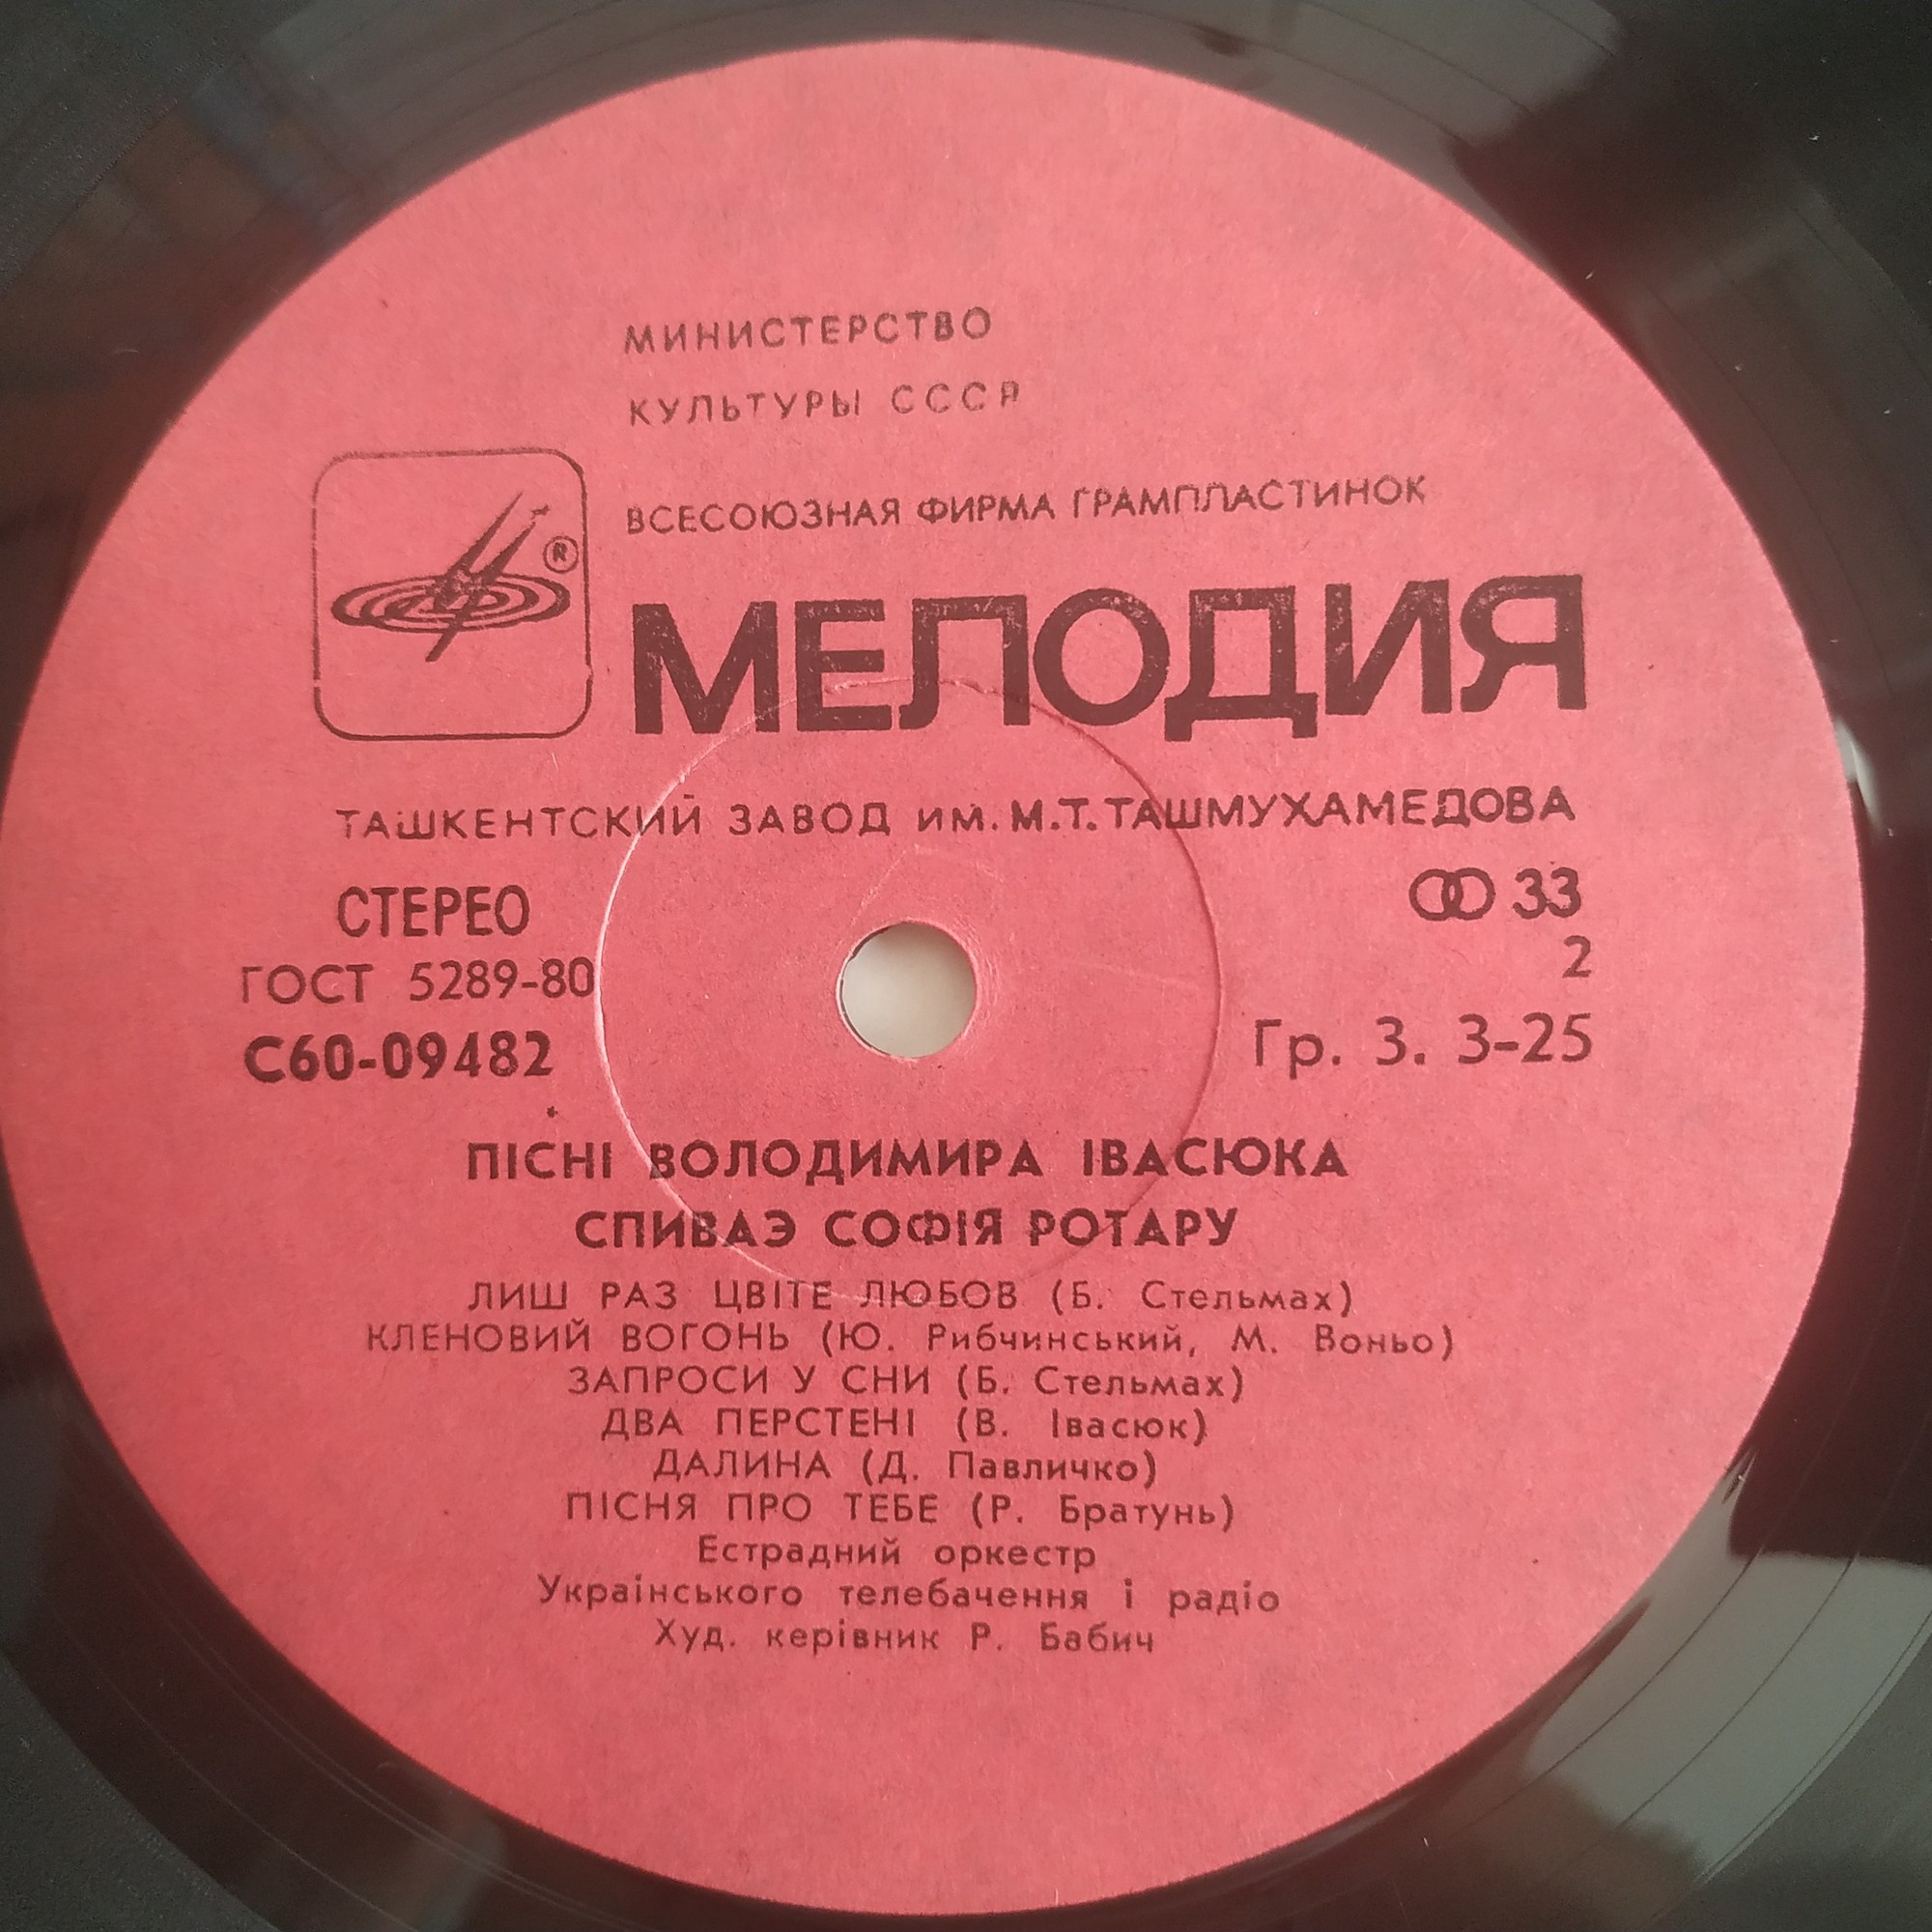 МИНИСТЕРСТВО
КУЛЬТУРЫ СССР
ВСЕСОЮЗНАЯ ФИРМА ГРАМПЛАСТИНОК
®
МЕЛОДИЯ
ТАШКЕНТСКИЙ ЗАВОД ИМ. М.Т. ТАШМУХАМЕДОВА
СТЕРЕО
33
ГОСТ 5289-80
2
С60-09482
Гр. 3. 3-25
ПІСНІ ВОЛОДИМИРА ІВАСЮКА
СПИВАЭ СОФІЯ РОТАРУ
ЛИШ РАЗ ЦВІТЕ ЛЮБОВ (Б. Стельмах)
КЛЕНОВИЙ ВОГОНЬ (Ю. Рибчинський, М. Воньо)
ЗАПРОСИ У СНИ (Б. Стельмах)
ДВА ПЕРСТЕНІ (В. Івасюк)
ДАЛИНА (Д. Павличко)
ПІСНЯ ПРО ТЕБЕ (Р. Братунь)
Естрадний оркестр
Українського телебачення і радіо
Худ. керівник Р. Бабич